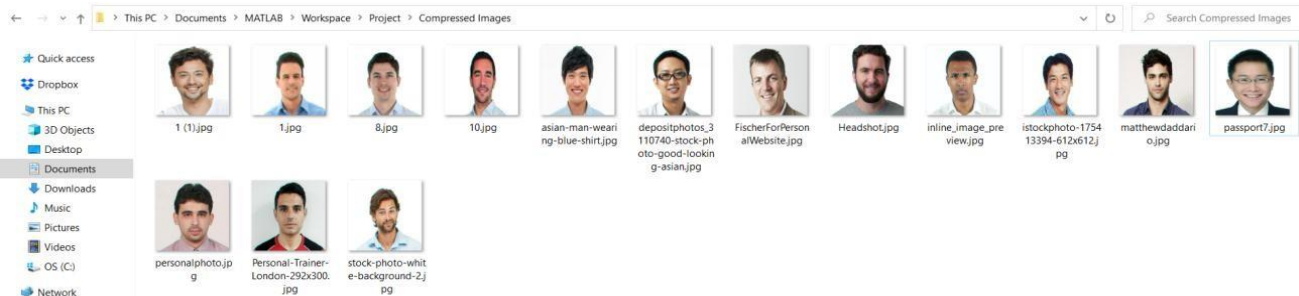 This PC > Documents > MATLAB > Workspace > Project > Compressed Images
Search Compressed Images
Quick access
Dropbox
This PC
3D Objects
Desktop
Documents
Downloads
Music
Pictures
Videos
OS (C:)
Network
1 (1).jpg
1.jpg
8.jpg
10.jpg
asian-man-weari
ng-blue-shirt.jpg
depositphotos_3
110740-stock-ph
oto-good-lookin
g-asian.jpg
FischerForPerson
alWebsite.jpg
Headshot.jpg
inline_image_pre
view.jpg
istockphoto-1754
13394-612x612.j
pg
matthewdaddari
o.jpg
passport7.jpg
personalphoto.jp
g
Personal-Trainer-
London-292x300.
jpg
stock-photo-whit
e-background-2.j
pg